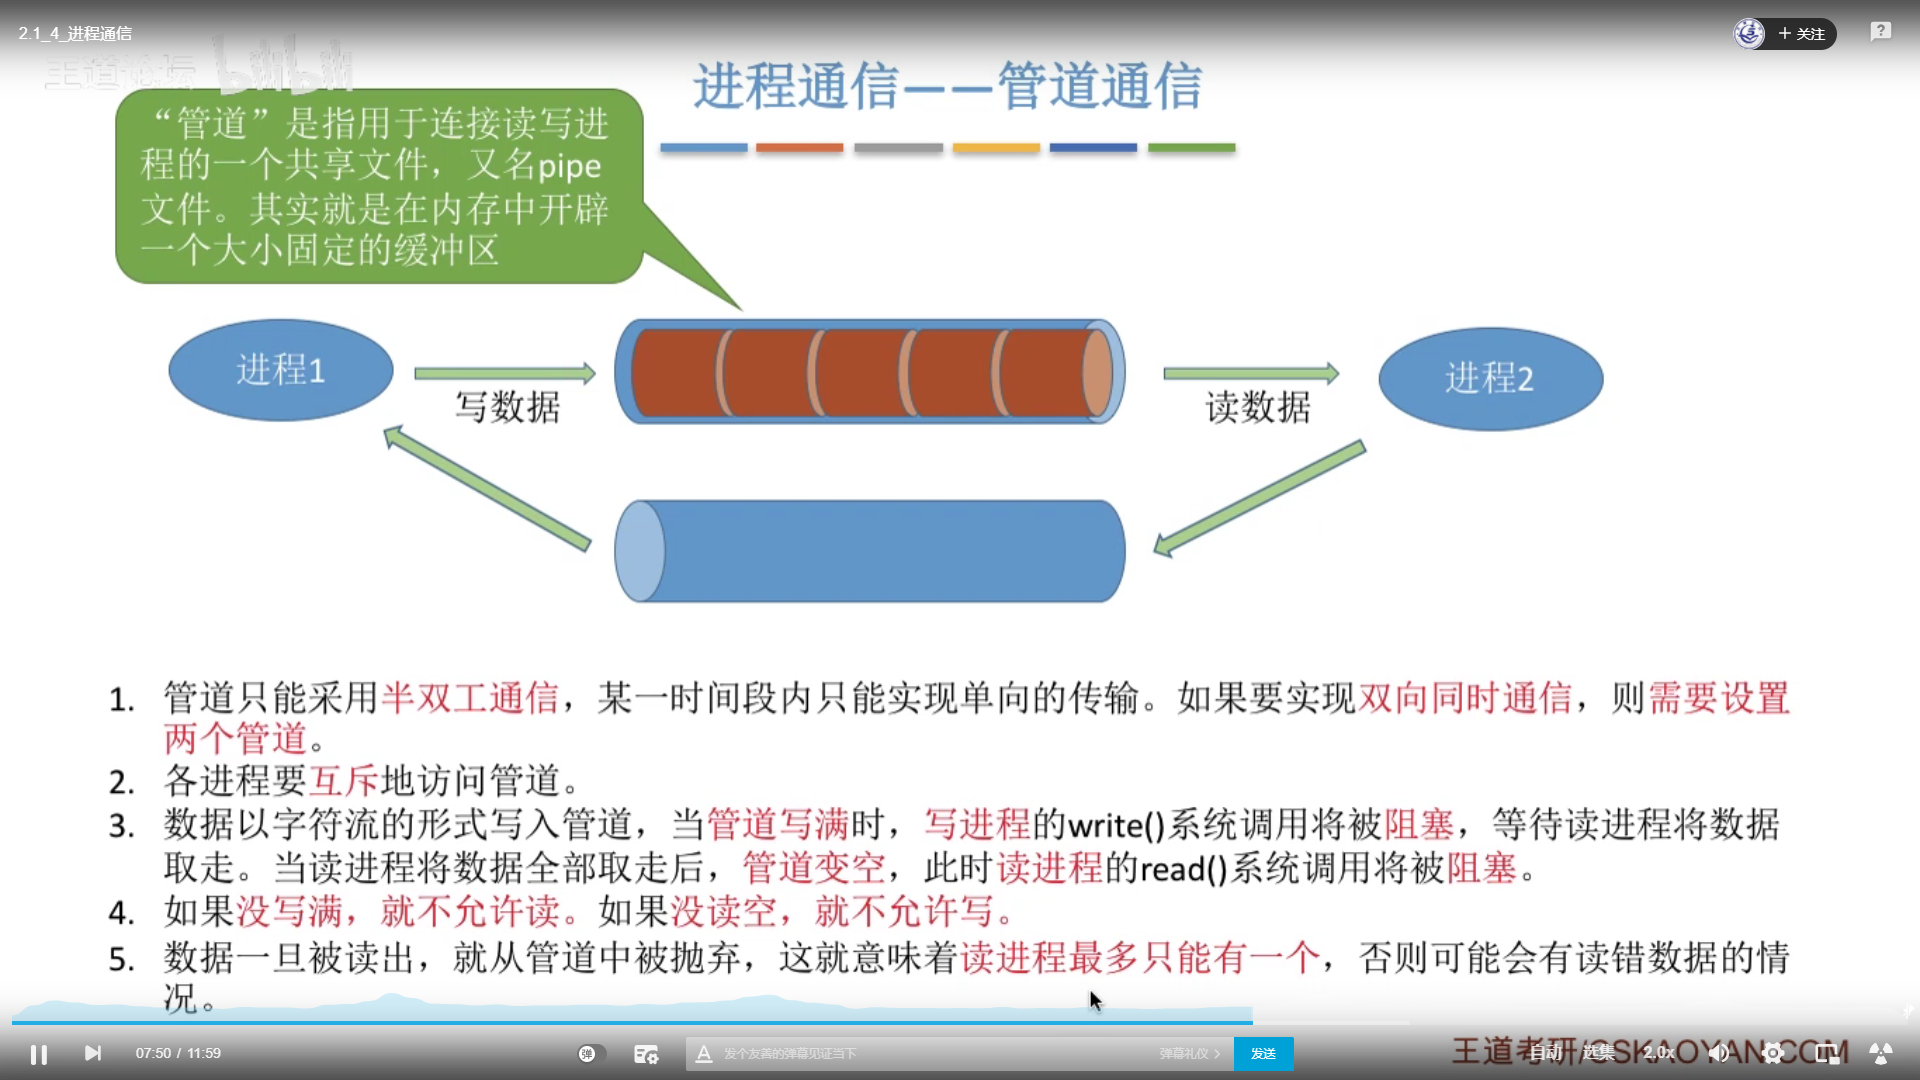 2.1_4_进程通信
+ 关注
王道论坛 bilibili
进程通信——管道通信
“管道”是指用于连接读写进
程的一个共享文件，又名pipe
文件。其实就是在内存中开辟
一个大小固定的缓冲区
进程1
写数据
读数据
进程2
1. 管道只能采用半双工通信，某一时间段内只能实现单向的传输。如果要实现双向同时通信，则需要设置
两个管道。
2. 各进程要互斥地访问管道。
3. 数据以字符流的形式写入管道，当管道写满时，写进程的write()系统调用将被阻塞，等待读进程将数据
取走。当读进程将数据全部取走后，管道变空，此时读进程的read()系统调用将被阻塞。
4. 如果没写满，就不允许读。如果没读空，就不允许写。
5. 数据一旦被读出，就从管道中被抛弃，这就意味着读进程最多只能有一个，否则可能会有读错数据的情
况。
07:50 / 11:59
弹
发个友善的弹幕见证当下
弹幕礼仪 >
发送
王道考研/CSKAOYAN.COM
自动
选集
2.0x